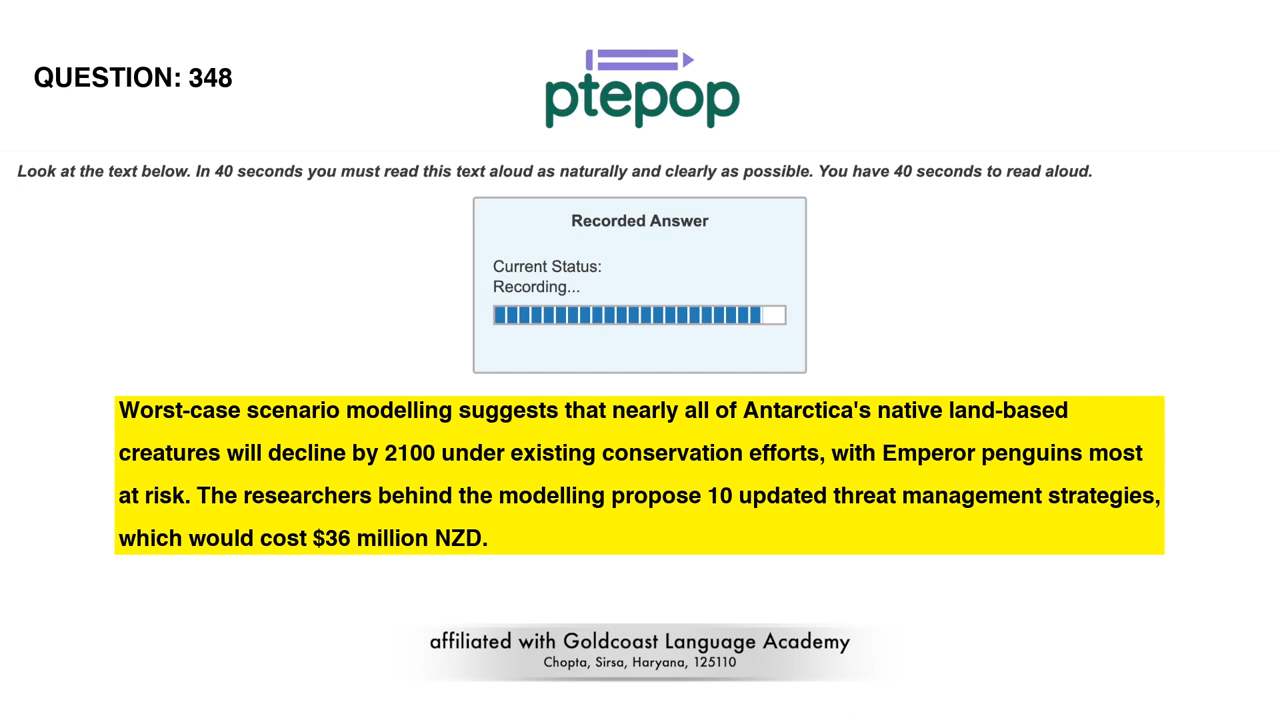 QUESTION: 348
ptepop
Look at the text below. In 40 seconds you must read this text aloud as naturally and clearly as possible. You have 40 seconds to read aloud.
Recorded Answer
Current Status:
Recording...
Worst-case scenario modelling suggests that nearly all of Antarctica's native land-based
creatures will decline by 2100 under existing conservation efforts, with Emperor penguins most
at risk. The researchers behind the modelling propose 10 updated threat management strategies,
which would cost $36 million NZD.
affiliated with Goldcoast Language Academy
Chopta, Sirsa, Haryana, 125110